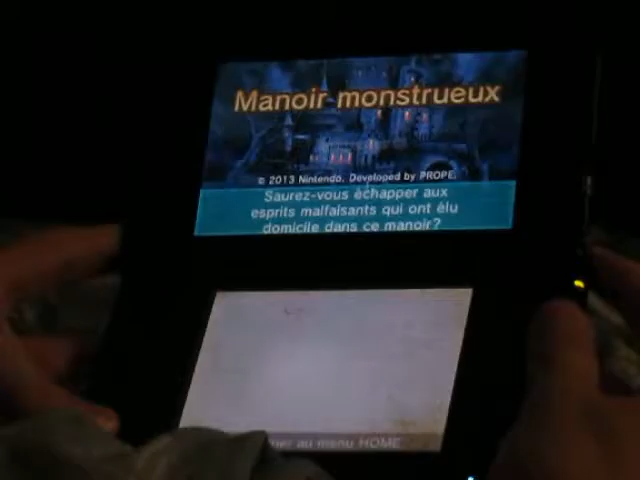 Manoir monstrueux
© 2013 Nintendo. Developed by PROPE.
Saurez-vous échapper aux
esprits malfaisants qui ont élu
domicile dans ce manoir?
au menu HOME